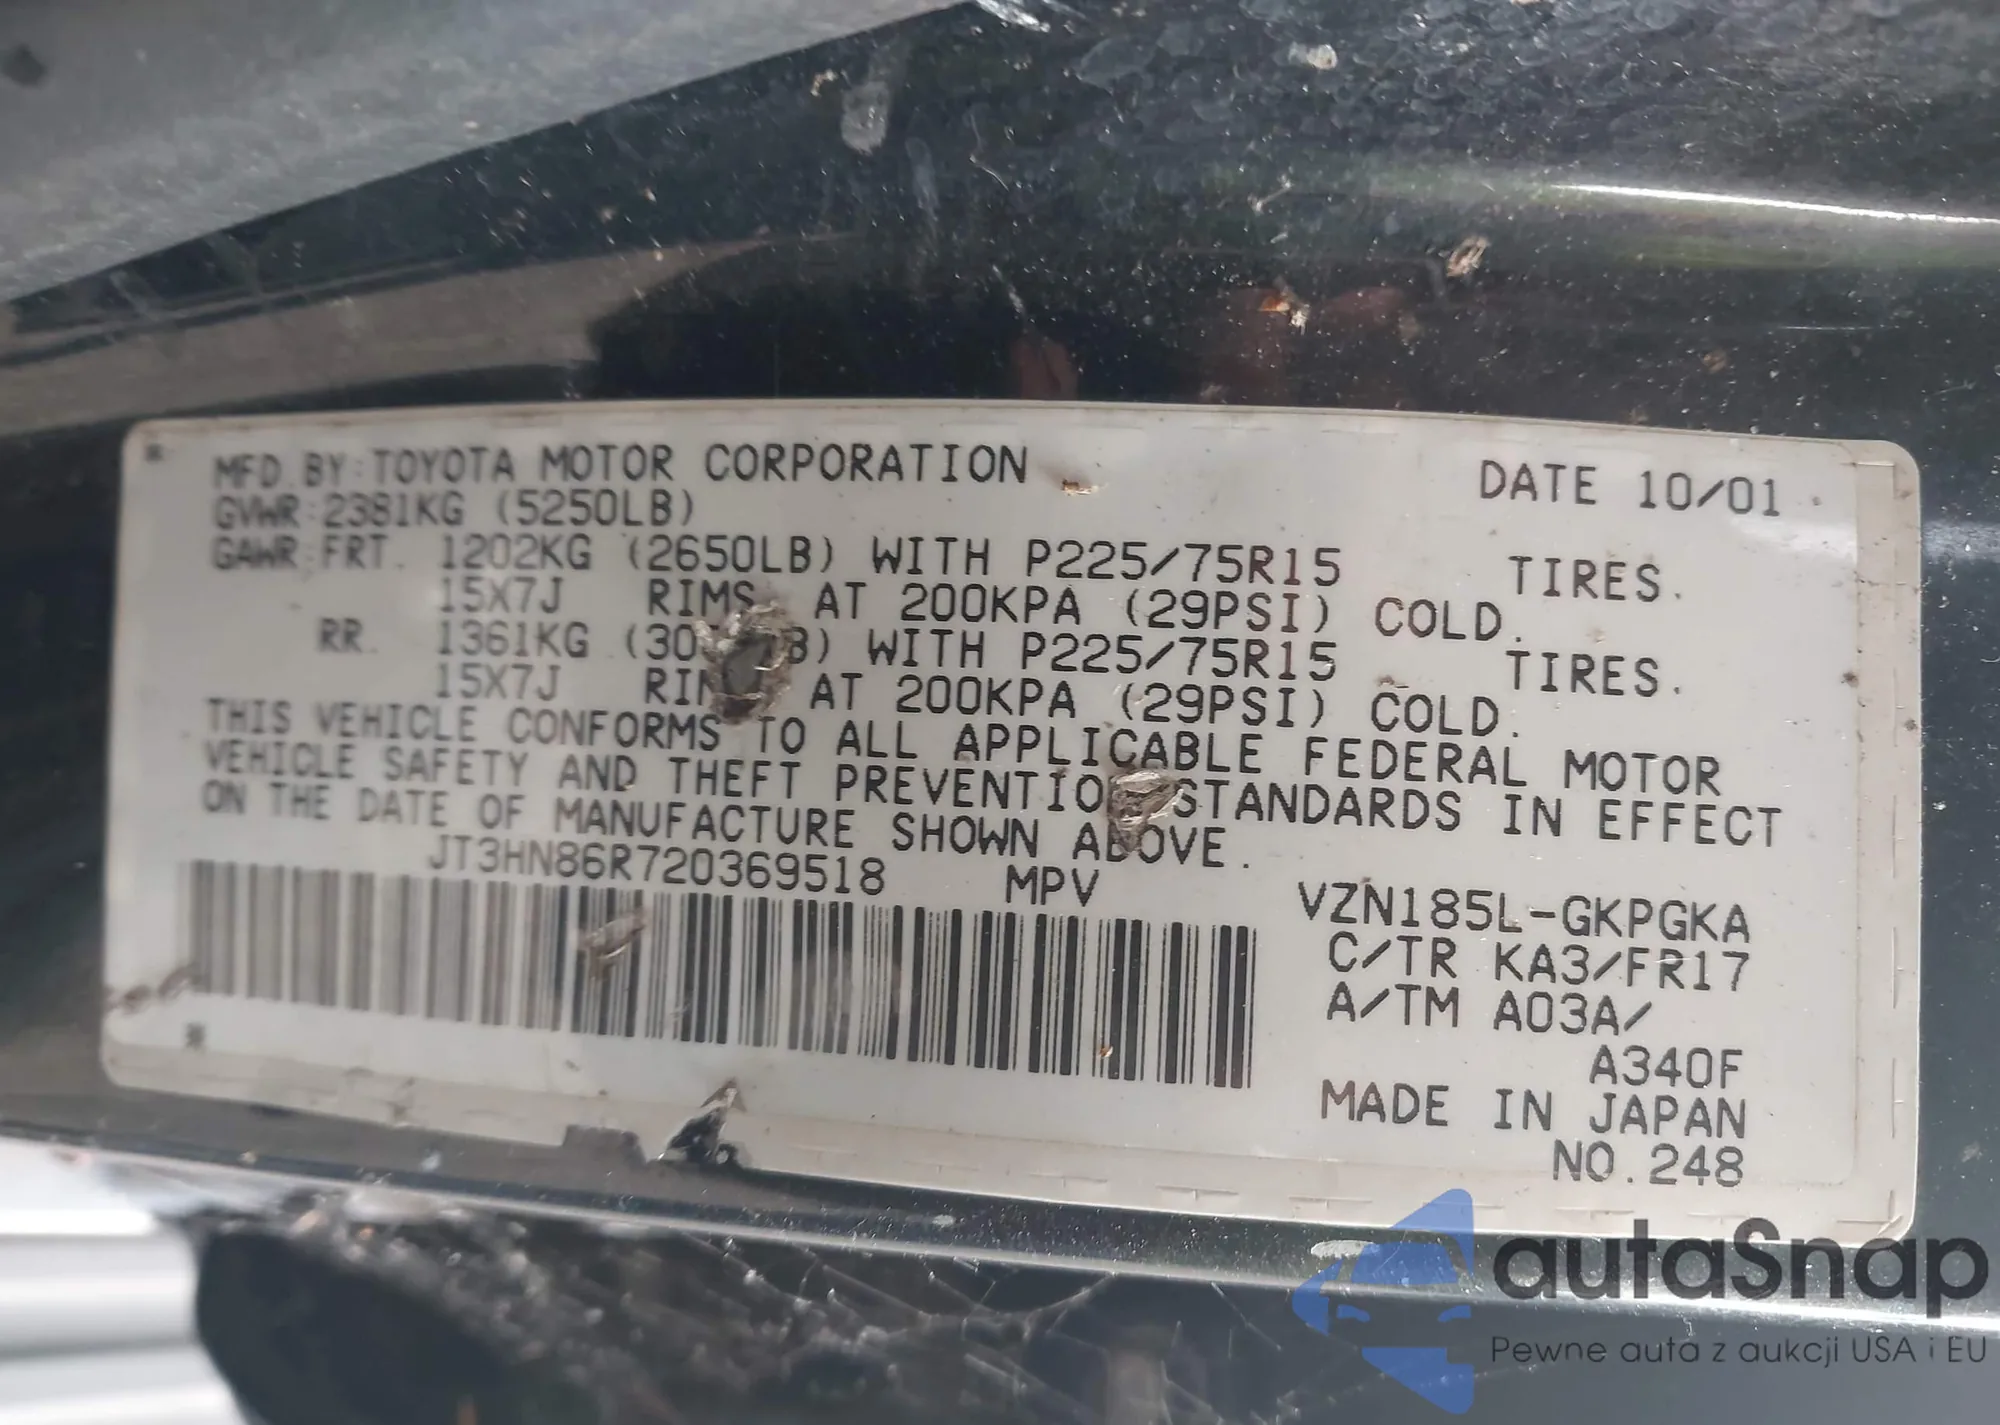 MFD. BY: TOYOTA MOTOR CORPORATION DATE 10/01
GVWR: 2381KG (5250LB)
GAWR: FRT. 1202KG (2650LB) WITH P225/75R15 TIRES.
15X7J RIMS, AT 200KPA (29PSI) COLD.
RR. 1361KG WITH P225/75R15 TIRES.
15X7J AT 200KPA (29PSI) COLD.
THIS VEHICLE CONFORMS TO ALL APPLICABLE FEDERAL MOTOR
VEHICLE SAFETY AND THEFT PREVENTION STANDARDS IN EFFECT
ON THE DATE OF MANUFACTURE SHOWN ABOVE.
JT3HN86R720369518 MPV
VZN185L-GKPGKA
C/TR KA3/FR17
A/TM A03A/
A340F
MADE IN JAPAN
NO.248
autaSnap
Pewne auta z aukcji USA i EU